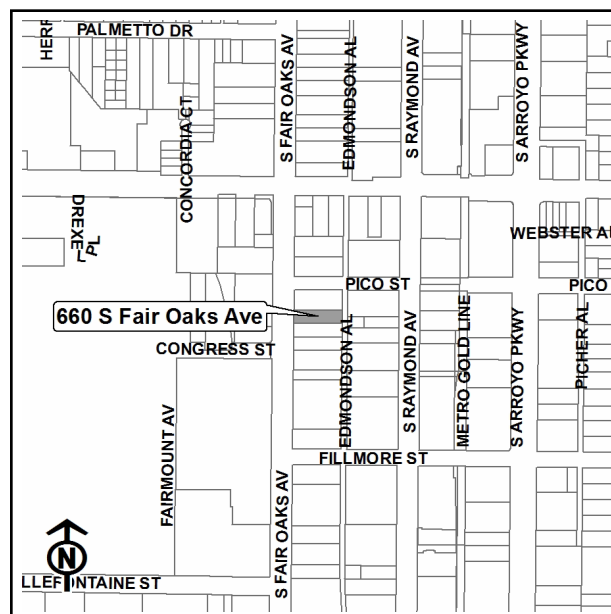 PALMETTO DR
HERR
S FAIR OAKS AV
EDMONDSON AL
S RAYMOND AV
S ARROYO PKWY
CONCORDIA CT
DREXEL PL
WEBSTER AL
PICO ST
PICO
660 S Fair Oaks Ave
CONGRESS ST
EDMONDSON AL
S RAYMOND AV
METRO GOLD LINE
S ARROYO PKWY
PICHER AL
FILLMORE ST
FAIRMOUNT AV
S FAIR OAKS AV
N
LLEFONTAINE ST